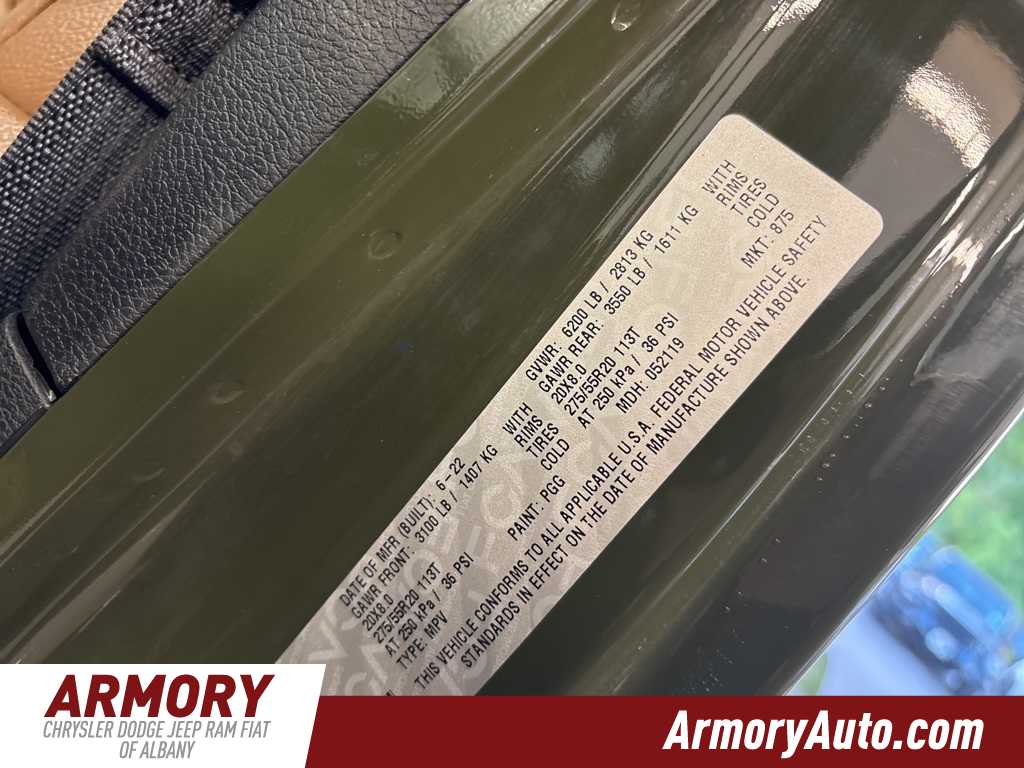 DATE OF MFR. (BUILT): 6-22 GVWR: 6200 LB / 2813 KG
GAWR FRONT: 3100 LB / 1407 KG WITH GAWR REAR: 3550 LB / 1611 KG WITH
20X8.0 RIMS 20X8.0 RIMS
275/55R20 113T TIRES 275/55R20 113T TIRES
AT 250 kPa / 36 PSI COLD AT 250 kPa / 36 PSI COLD
TYPE: MPV PAINT: PGG MDH: 052119 MKT: 875
THIS VEHICLE CONFORMS TO ALL APPLICABLE U.S.A. FEDERAL MOTOR VEHICLE SAFETY
STANDARDS IN EFFECT ON THE DATE OF MANUFACTURE SHOWN ABOVE.
ARMORY
CHRYSLER DODGE JEEP RAM FIAT
OF ALBANY
ArmoryAuto.com